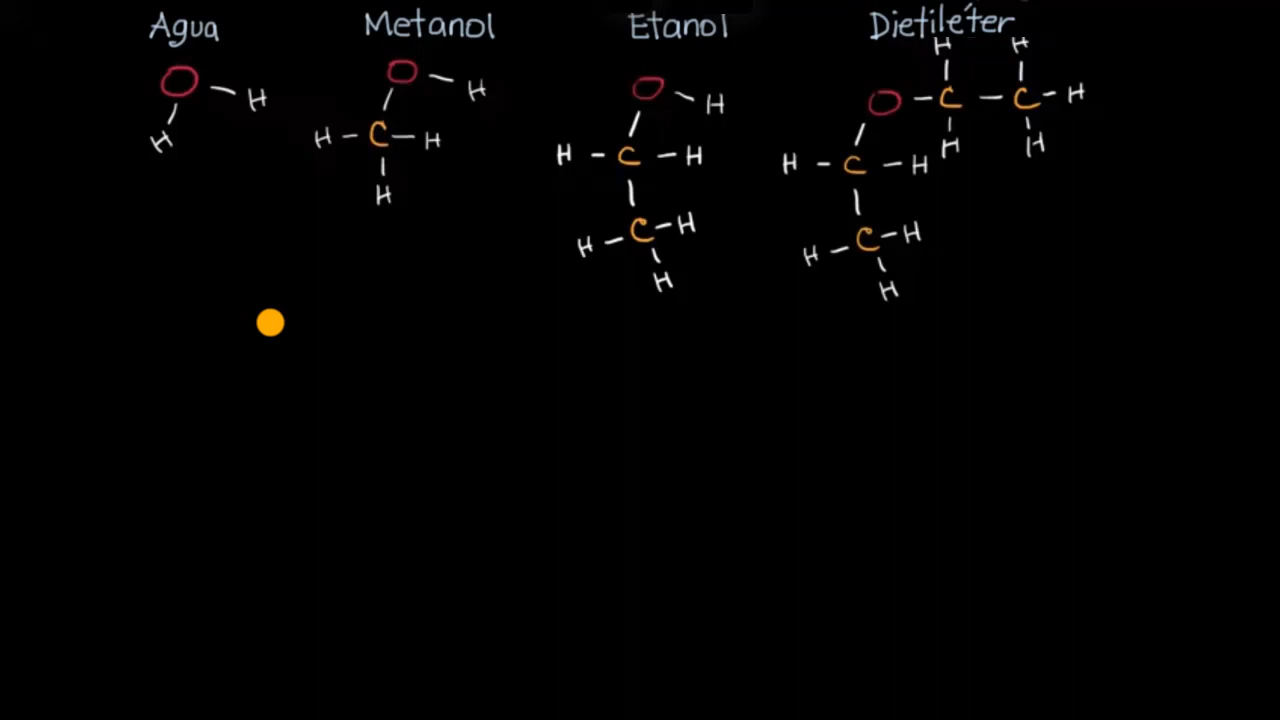 Agua Metanol Etanol Dietiléter
H H
O H O H O H O — C — C — H
H H — C — H H — C — H H — C — H H H
H C — H C — H
H — H —
H H